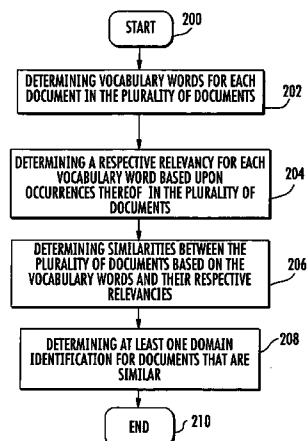 START
200
DETERMINING VOCABULARY WORDS FOR EACH
DOCUMENT IN THE PLURALITY OF DOCUMENTS
202
DETERMINING A RESPECTIVE RELEVANCY FOR EACH
VOCABULARY WORD BASED UPON
OCCURRENCES THEREOF IN THE PLURALITY OF
DOCUMENTS
204
DETERMINING SIMILARITIES BETWEEN THE
PLURALITY OF DOCUMENTS BASED ON THE
VOCABULARY WORDS AND THEIR RESPECTIVE
RELEVANCIES
206
208
DETERMINING AT LEAST ONE DOMAIN
IDENTIFICATION FOR DOCUMENTS THAT ARE
SIMILAR
END
210